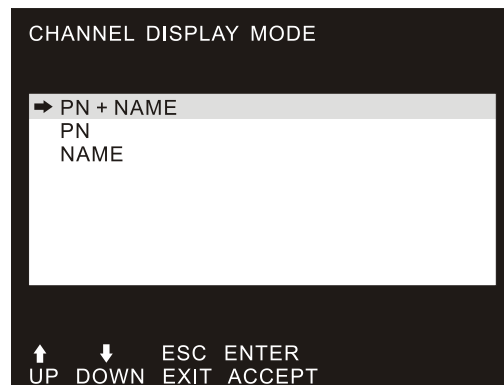 CHANNEL DISPLAY MODE
➡ PN + NAME
PN
NAME
⬆ ⬇ ESC ENTER
UP DOWN EXIT ACCEPT